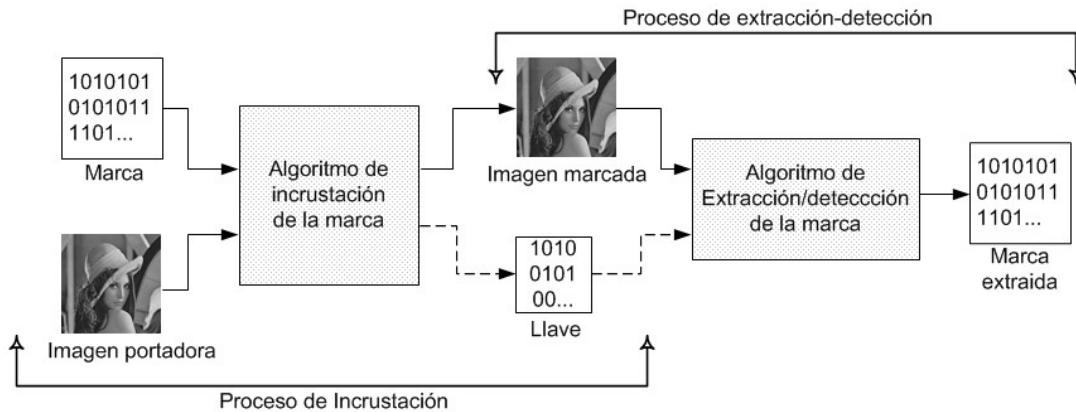 Proceso de extracción-detección
1010101
0101011
1101...
Marca
Algoritmo de
incrustación
de la marca
Imagen marcada
Algoritmo de
Extracción/deteccción
de la marca
1010101
0101011
1101...
Marca
extraida
Imagen portadora
1010
0101
00...
Llave
Proceso de Incrustación